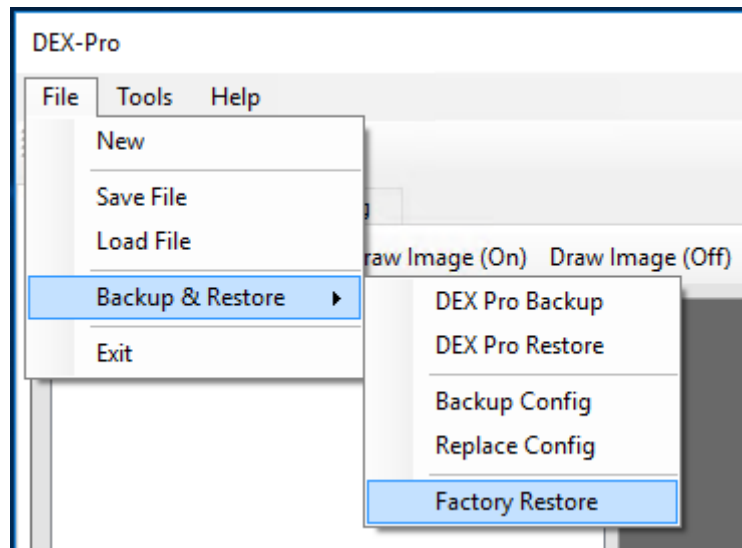 DEX-Pro
File Tools Help
New
Save File
Load File
raw Image (On) Draw Image (Off)
Backup & Restore
DEX Pro Backup
DEX Pro Restore
Exit
Backup Config
Replace Config
Factory Restore